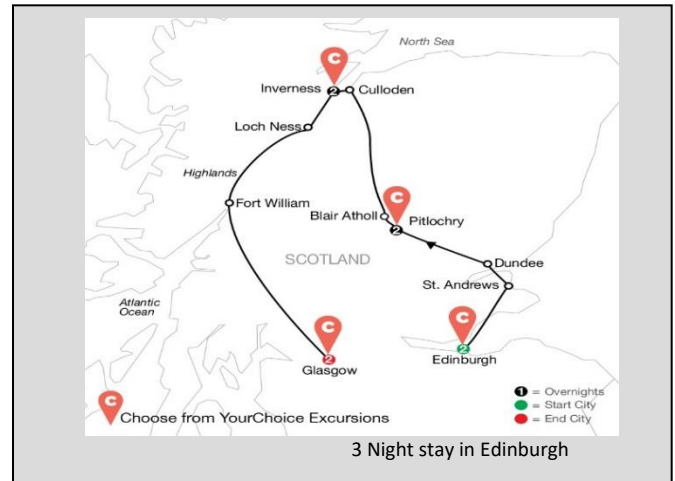 North Sea
C
Inverness 2 Culloden
Loch Ness
Highlands
Fort William
C
Blair Atholl
2 Pitlochry
SCOTLAND
Dundee
St. Andrews
Atlantic
Ocean
C
2
Glasgow
C
2
Edinburgh
1 = Overnights
= Start City
= End City
C Choose from YourChoice Excursions
3 Night stay in Edinburgh